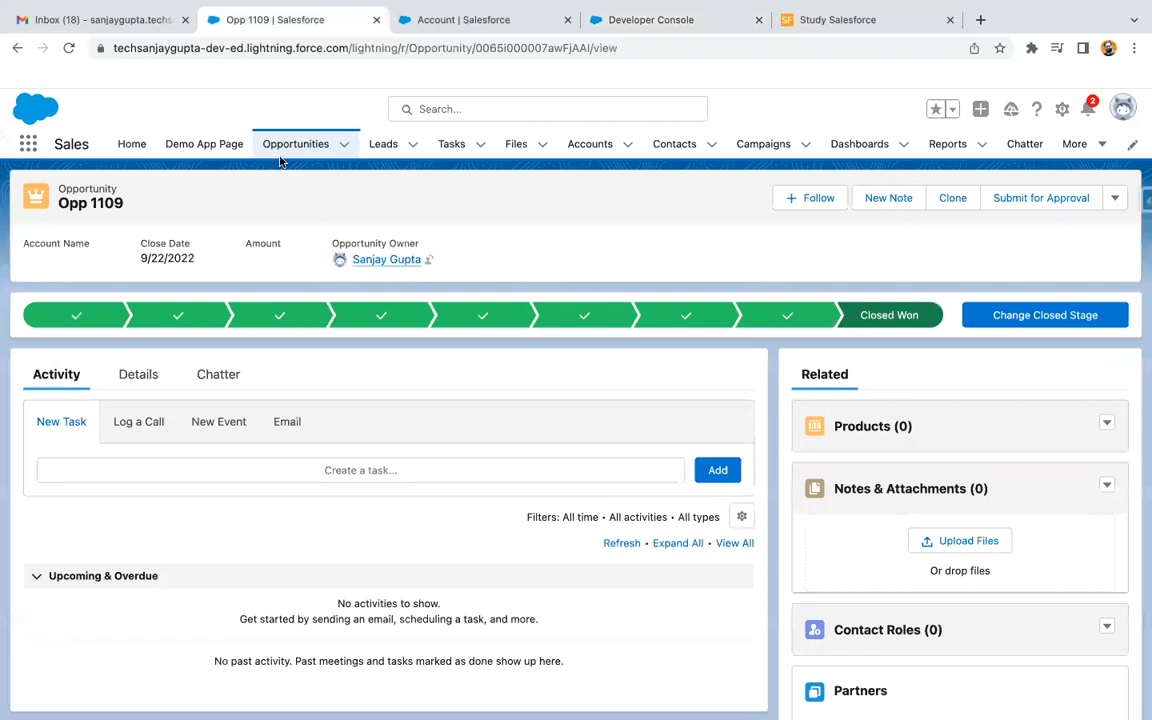 Inbox (18) - sanjaygupta.techs
Opp 1109 | Salesforce
Account | Salesforce
Developer Console
SF
Study Salesforce
techsanjaygupta-dev-ed.lightning.force.com/lightning/r/Opportunity/0065i000007awFjAAI/view
Search...
2
Sales
Home
Demo App Page
Opportunities
Leads
Tasks
Files
Accounts
Contacts
Campaigns
Dashboards
Reports
Chatter
More
Opportunity
Opp 1109
Follow
New Note
Clone
Submit for Approval
Account Name
Close Date
Amount
Opportunity Owner
9/22/2022
Sanjay Gupta
Closed Won
Change Closed Stage
Activity
Details
Chatter
New Task
Log a Call
New Event
Email
Create a task...
Add
Filters: All time • All activities • All types
Refresh • Expand All • View All
Upcoming & Overdue
No activities to show.
Get started by sending an email, scheduling a task, and more.
No past activity. Past meetings and tasks marked as done show up here.
Related
Products (0)
Notes & Attachments (0)
Upload Files
Or drop files
Contact Roles (0)
Partners